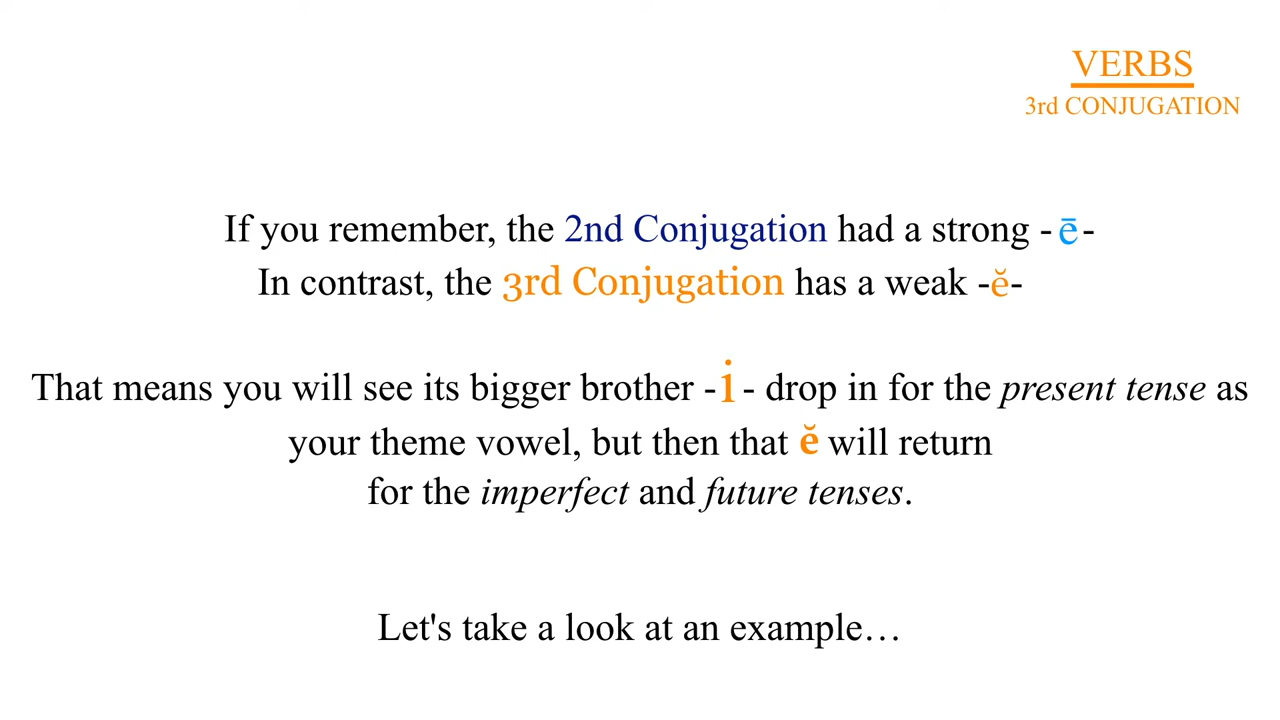 VERBS
3rd CONJUGATION
If you remember, the 2nd Conjugation had a strong -ē-
In contrast, the 3rd Conjugation has a weak -ĕ-
That means you will see its bigger brother -i- drop in for the present tense as
your theme vowel, but then that ĕ will return
for the imperfect and future tenses.
Let's take a look at an example…